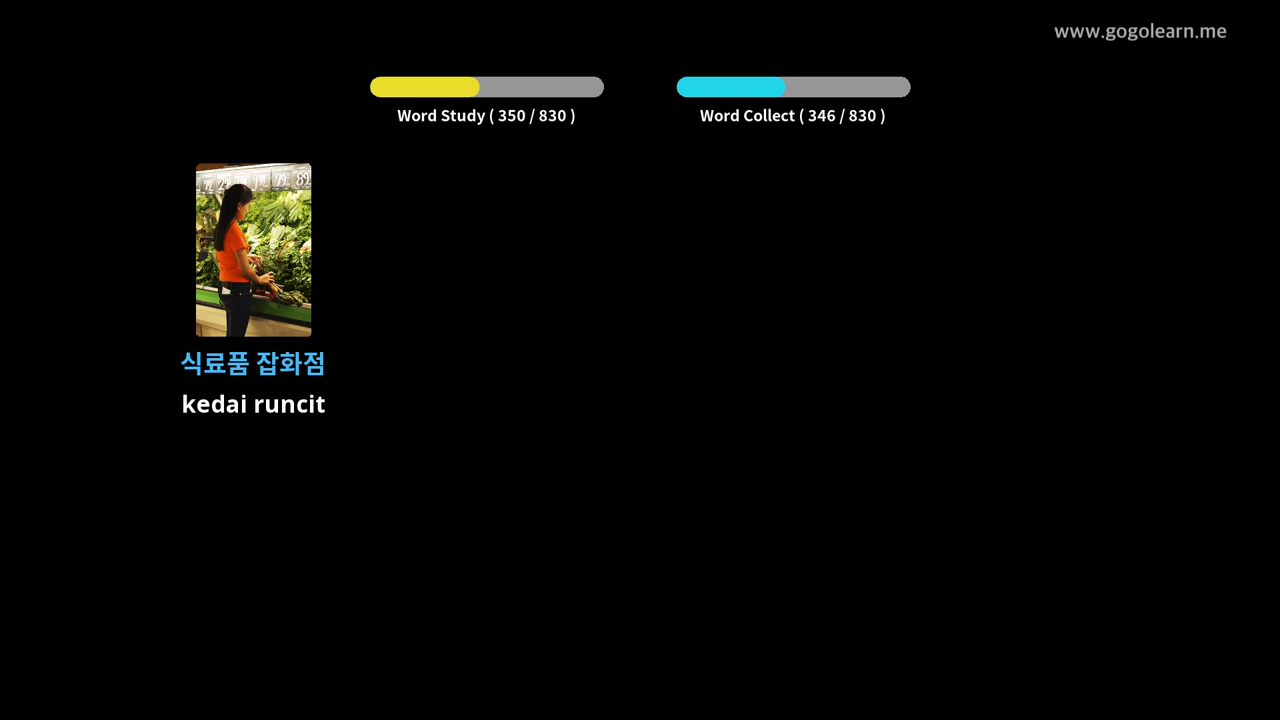 www.gogolearn.me
Word Study ( 350 / 830 )
Word Collect ( 346 / 830 )
식료품 잡화점
kedai runcit